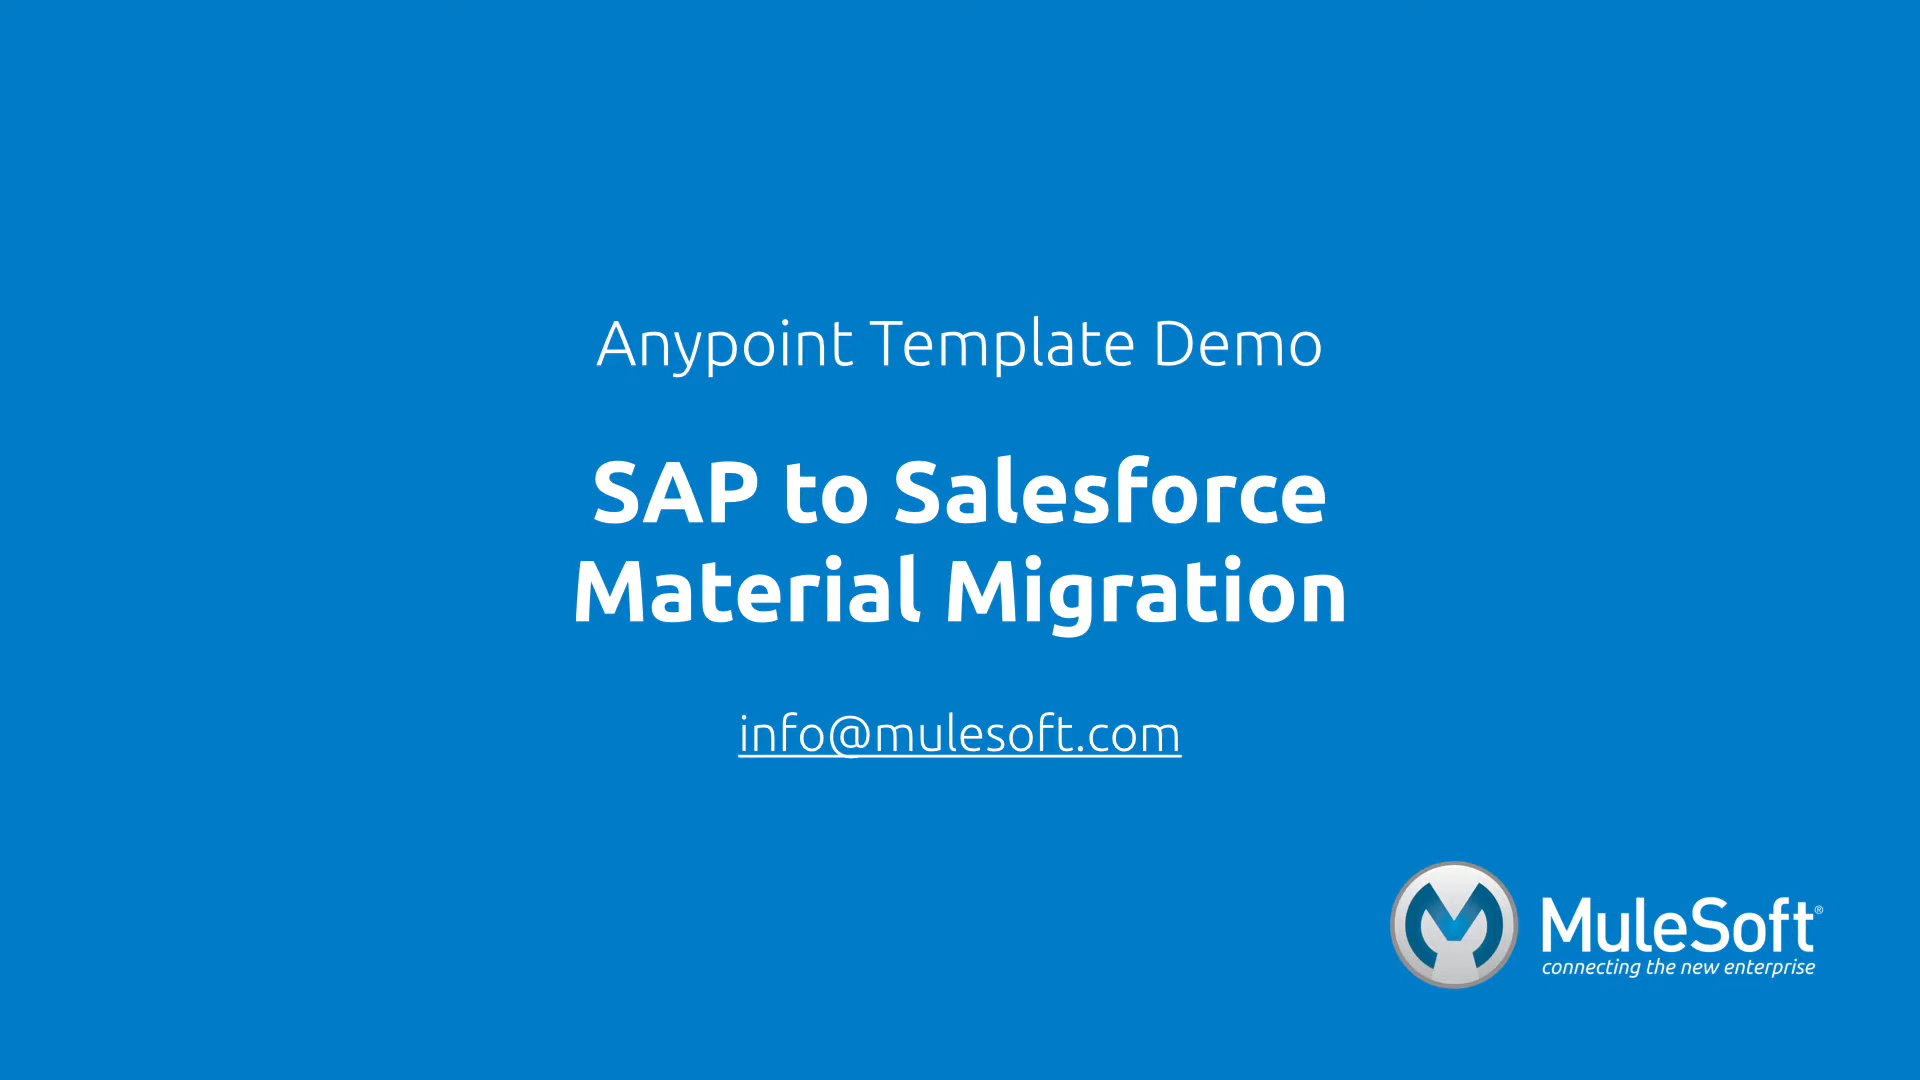 Anypoint Template Demo
SAP to Salesforce
Material Migration
info@mulesoft.com
MuleSoft®
connecting the new enterprise